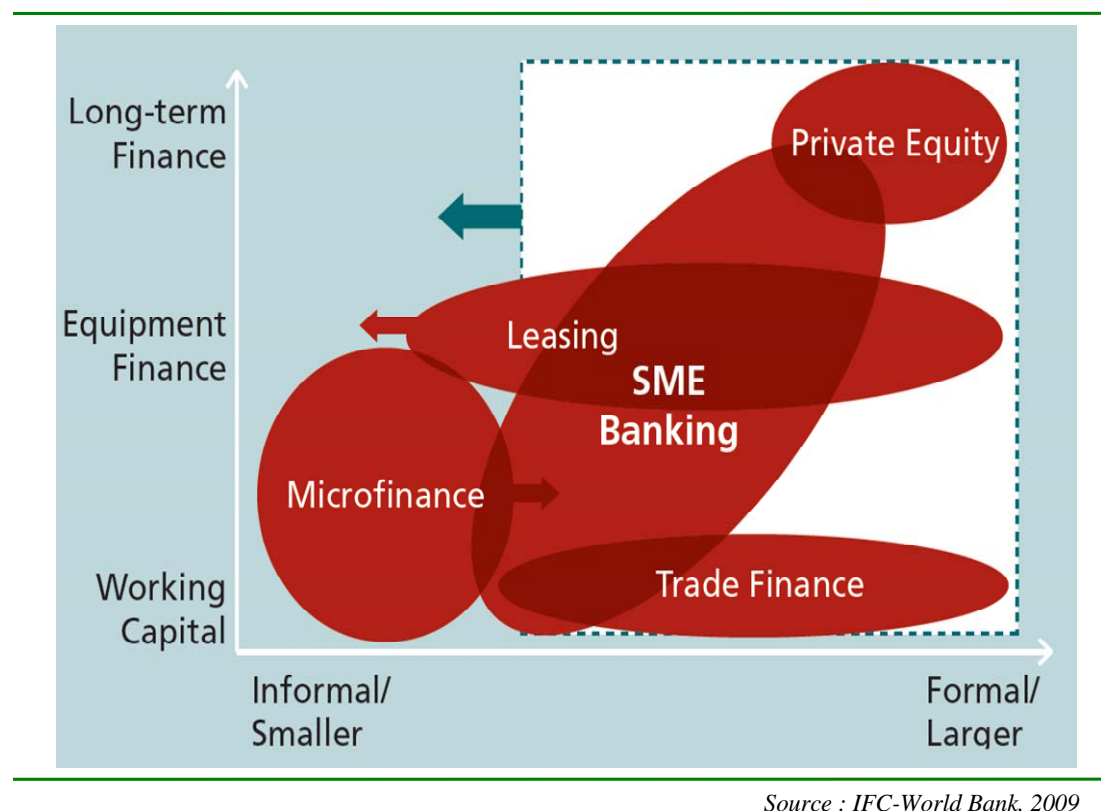 Long-term
Finance
Private Equity
Equipment
Finance
Leasing
SME
Banking
Microfinance
Working
Capital
Trade Finance
Informal/
Smaller
Formal/
Larger
Source : IFC-World Bank, 2009